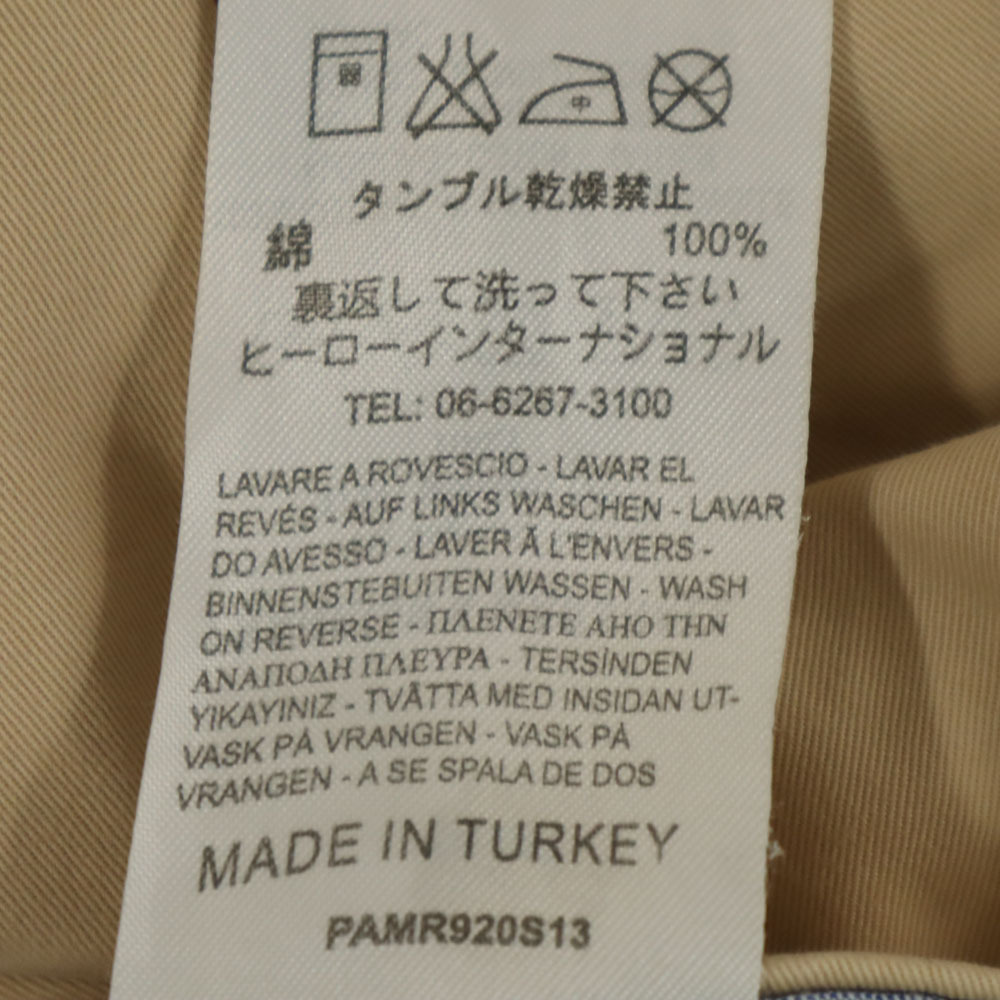 弱
中
タンブル乾燥禁止
綿 100%
裏返して洗って下さい
ヒーローインターナショナル
TEL: 06-6267-3100
LAVARE A ROVESCIO - LAVAR EL
REVÉS - AUF LINKS WASCHEN - LAVAR
DO AVESSO - LAVER Ã L'ENVERS -
BINNENSTEBUITEN WASSEN - WASH
ON REVERSE - ΠΛΕΝΕΤΕ ΑΗΟ ΤΗΝ
ΑΝΑΠΟΔΗ ΠΛΕΥΡΑ - TERSİNDEN
YIKAYINIZ - TVÄTTA MED INSIDAN UT-
VASK PÅ VRANGEN - VASK PÅ
VRANGEN - A SE SPALA DE DOS
MADE IN TURKEY
PAMR920S13